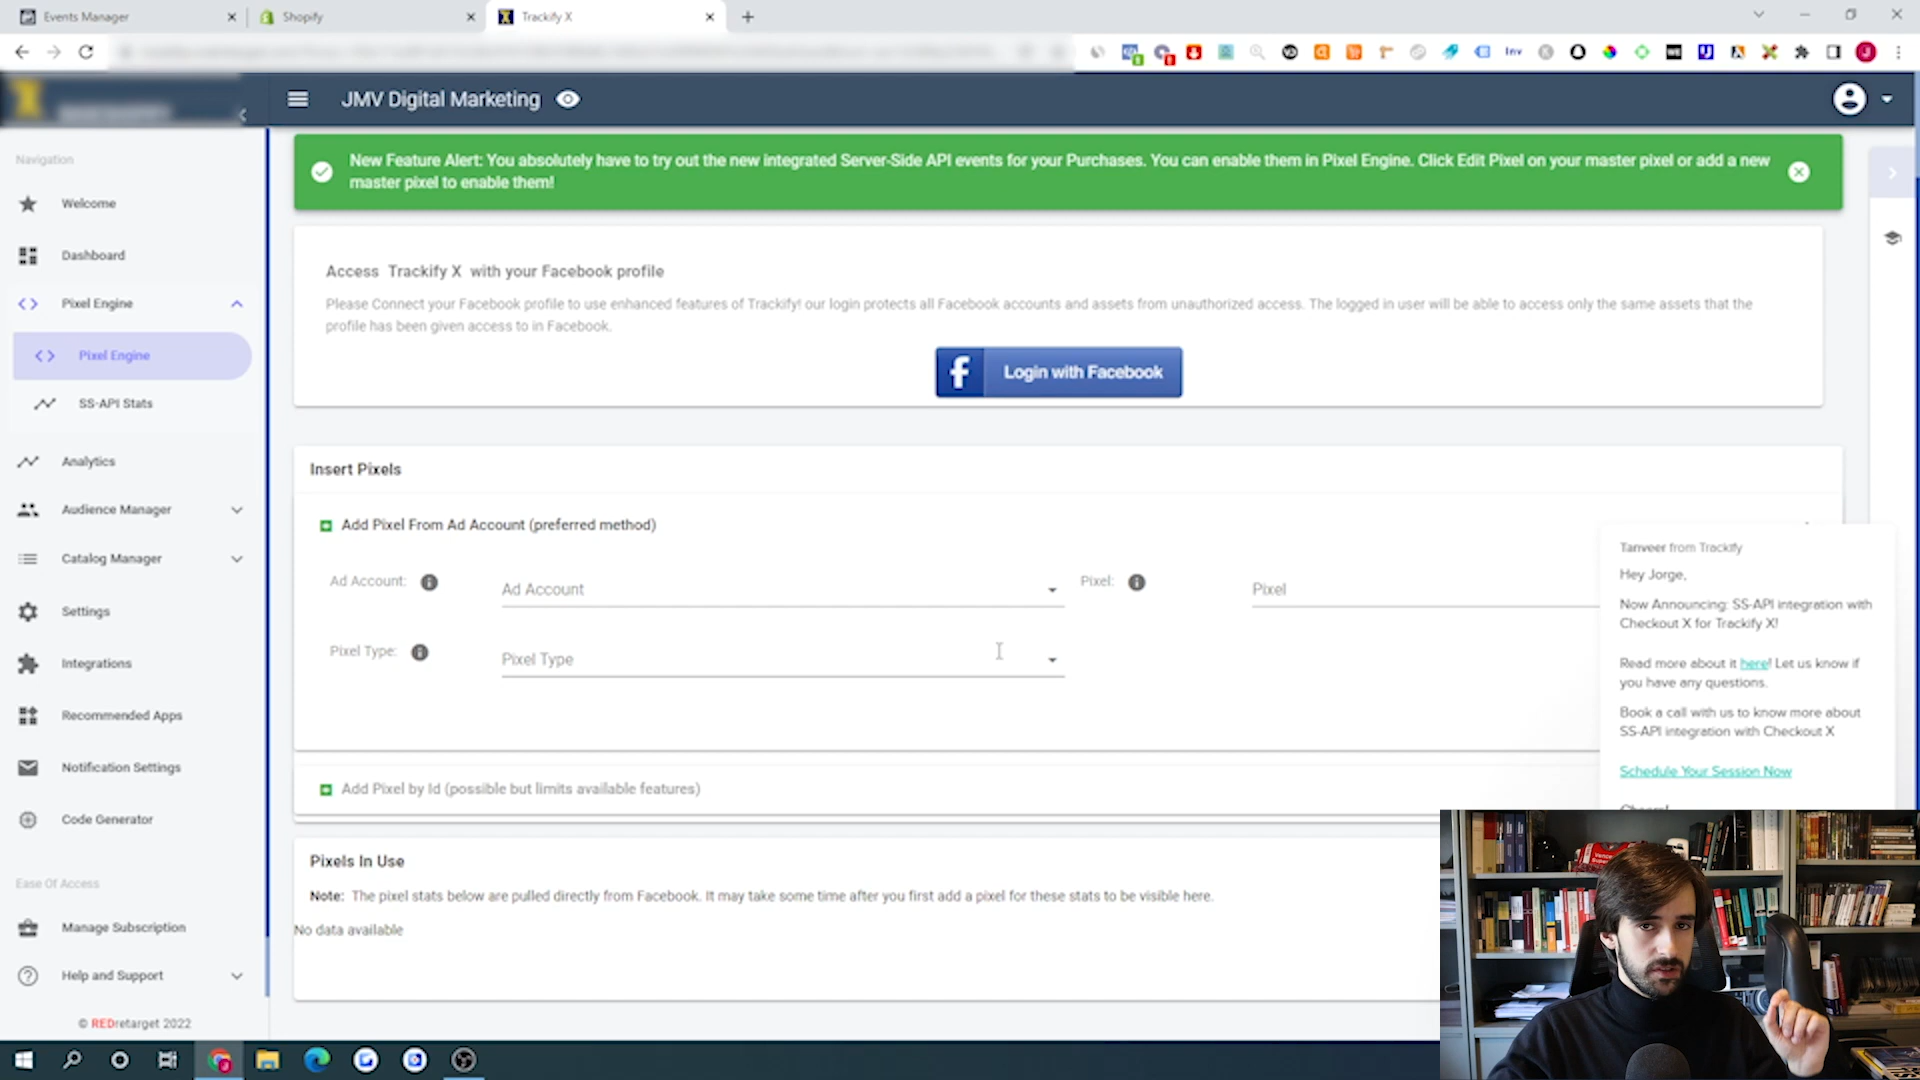 Events Manager
Shopify
Trackify X
Inv
JMV Digital Marketing
New Feature Alert: You absolutely have to try out the new integrated Server-Side API events for your Purchases. You can enable them in Pixel Engine. Click Edit Pixel on your master pixel or add a new
master pixel to enable them!
Navigation
Welcome
Dashboard
Pixel Engine
Pixel Engine
SS-API Stats
Analytics
Audience Manager
Catalog Manager
Settings
Integrations
Recommended Apps
Notification Settings
Code Generator
Ease Of Access
Manage Subscription
Help and Support
© REDretarget 2022
Access Trackify X with your Facebook profile
Please Connect your Facebook profile to use enhanced features of Trackify! our login protects all Facebook accounts and assets from unauthorized access. The logged in user will be able to access only the same assets that the
profile has been given access to in Facebook.
Login with Facebook
Insert Pixels
Add Pixel From Ad Account (preferred method)
Ad Account:
Ad Account
Pixel:
Pixel
Pixel Type:
Pixel Type
Add Pixel by Id (possible but limits available features)
Pixels In Use
Note: The pixel stats below are pulled directly from Facebook. It may take some time after you first add a pixel for these stats to be visible here.
No data available
Tanveer from Trackify
Hey Jorge,
Now Announcing: SS-API integration with
Checkout X for Trackify X!
Read more about it here! Let us know if
you have any questions.
Book a call with us to know more about
SS-API integration with Checkout X
Schedule Your Session Now